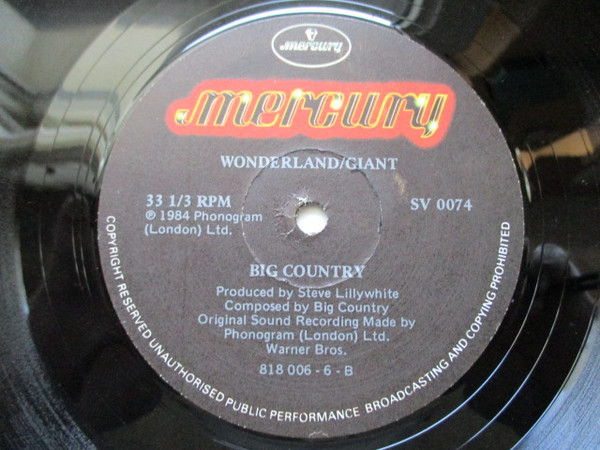 mercury
mercury
WONDERLAND/GIANT
33 1/3 RPM
SV 0074
℗ 1984 Phonogram
(London) Ltd.
BIG COUNTRY
Produced by Steve Lillywhite
Composed by Big Country
Original Sound Recording Made by
Phonogram (London) Ltd.
Warner Bros.
818 006 - 6 - B
COPYRIGHT RESERVED UNAUTHORISED PUBLIC PERFORMANCE BROADCASTING AND COPYING PROHIBITED